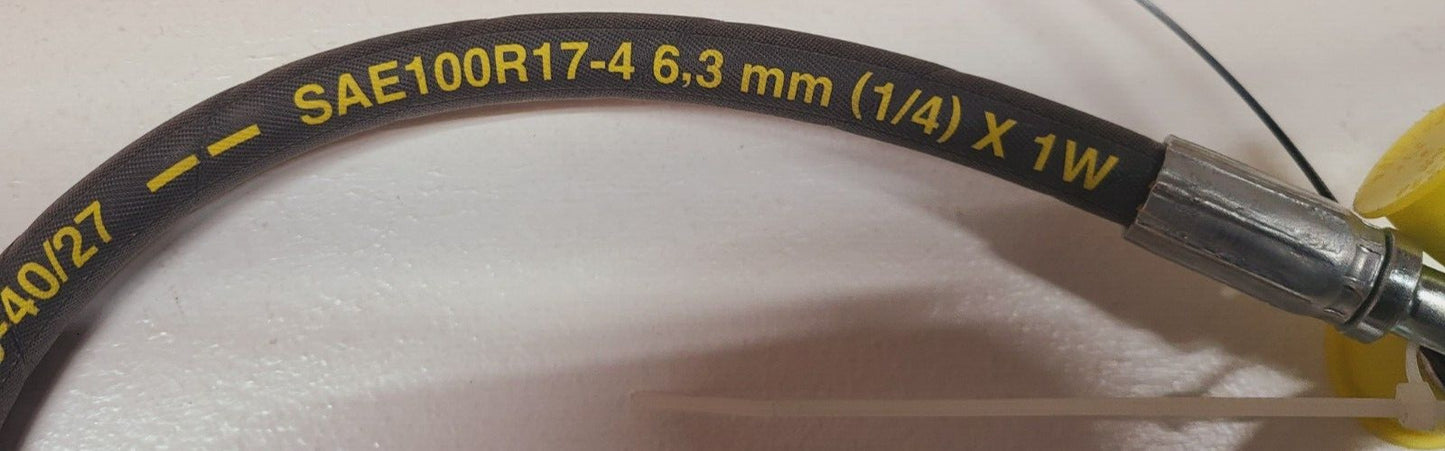 -40/27 — — SAE100R17-4 6,3 mm (1/4) X 1W